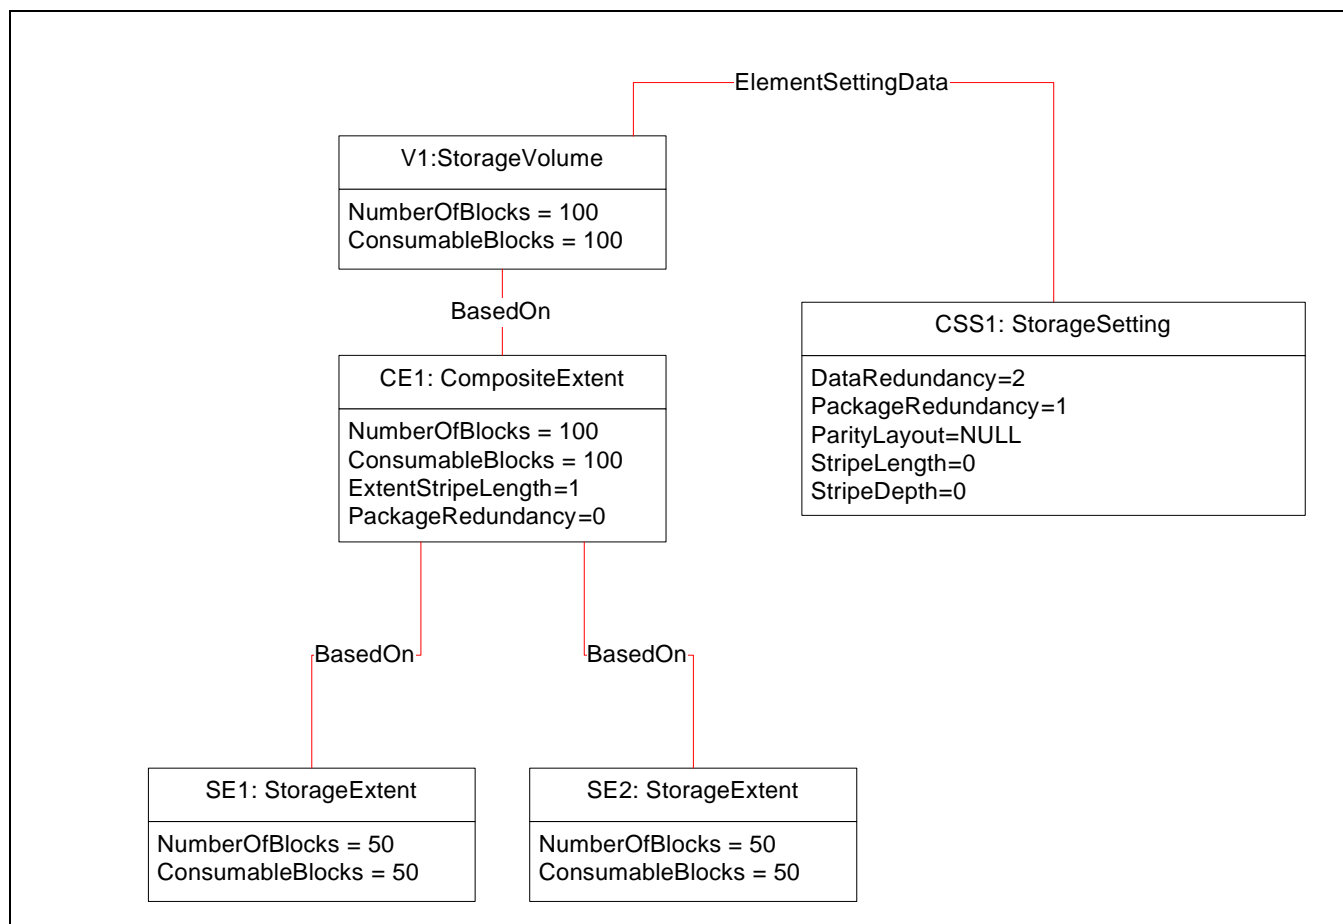 ElementSettingData
V1:StorageVolume
NumberOfBlocks = 100
ConsumableBlocks = 100
BasedOn
CSS1: StorageSetting
DataRedundancy=2
PackageRedundancy=1
ParityLayout=NULL
StripeLength=0
StripeDepth=0
CE1: CompositeExtent
NumberOfBlocks = 100
ConsumableBlocks = 100
ExtentStripeLength=1
PackageRedundancy=0
BasedOn
BasedOn
SE1: StorageExtent
NumberOfBlocks = 50
ConsumableBlocks = 50
SE2: StorageExtent
NumberOfBlocks = 50
ConsumableBlocks = 50